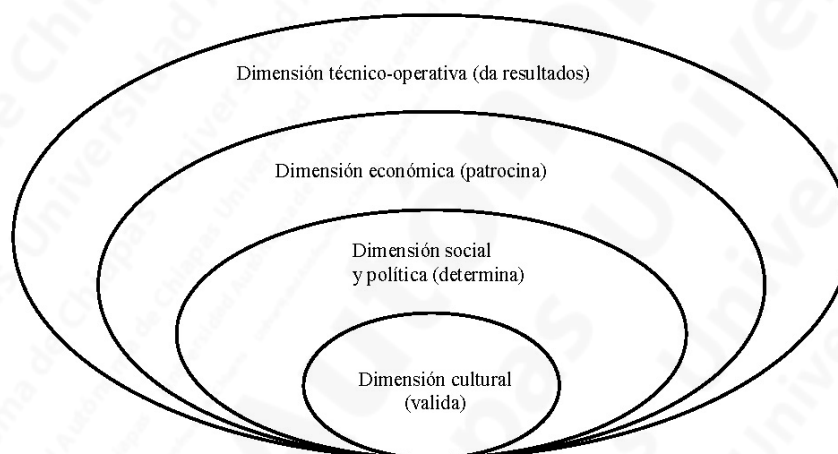 Dimensión técnico-operativa (da resultados)
Dimensión económica (patrocina)
Dimensión social
y política (determina)
Dimensión cultural
(valida)